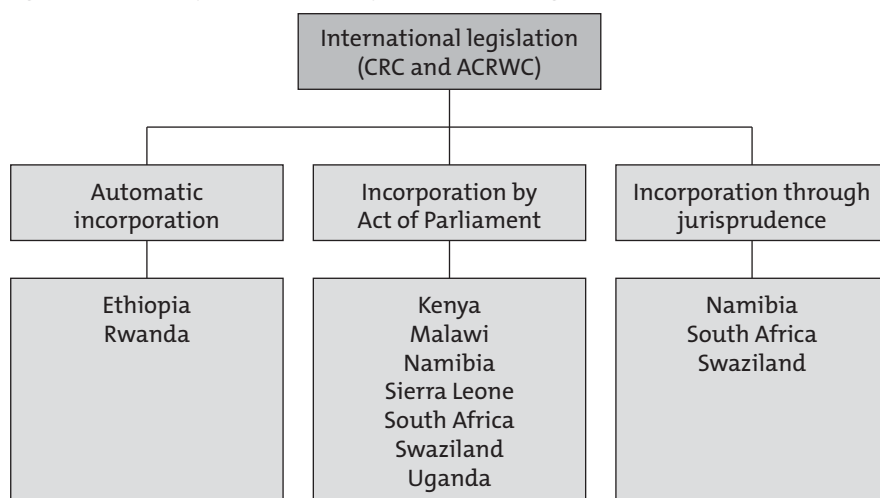 International legislation
(CRC and ACRWC)
Automatic
incorporation
Incorporation by
Act of Parliament
Incorporation through
jurisprudence
Ethiopia
Rwanda
Kenya
Malawi
Namibia
Sierra Leone
South Africa
Swaziland
Uganda
Namibia
South Africa
Swaziland